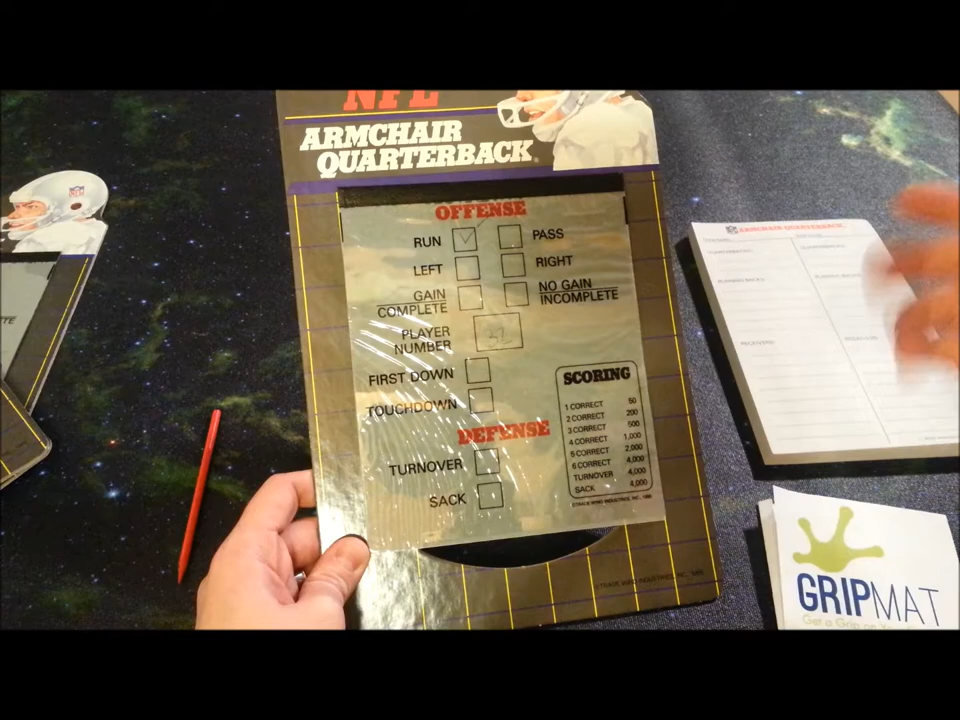 NFL
ARMCHAIR
QUARTERBACK
OFFENSE
RUN PASS
LEFT RIGHT
GAIN
COMPLETE
NO GAIN
INCOMPLETE
PLAYER
NUMBER
FIRST DOWN
TOUCHDOWN
DEFENSE
TURNOVER
SACK
SCORING
1 CORRECT 50
2 CORRECT 200
3 CORRECT 500
4 CORRECT 1,000
5 CORRECT 2,000
6 CORRECT 4,000
TURNOVER 4,000
SACK 4,000
ARMCHAIR QUARTERBACK
GRIPMAT